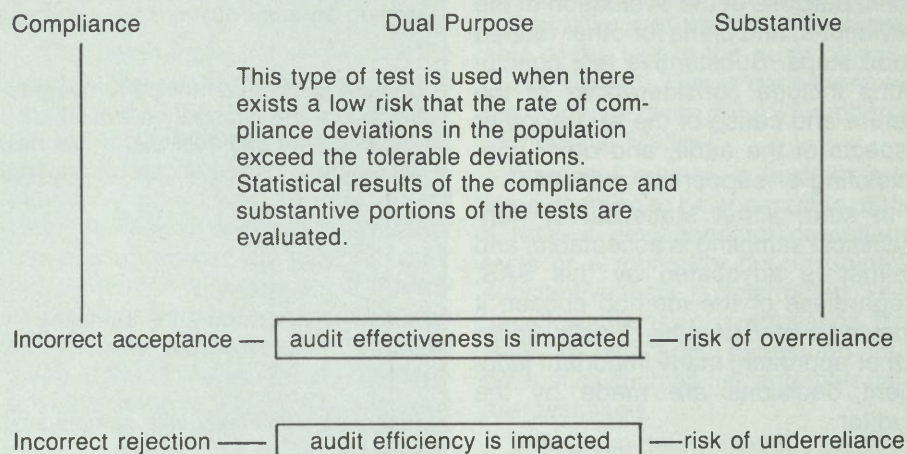 Compliance Dual Purpose Substantive
This type of test is used when there
exists a low risk that the rate of com-
pliance deviations in the population
exceed the tolerable deviations.
Statistical results of the compliance and
substantive portions of the tests are
evaluated.
Incorrect acceptance — audit effectiveness is impacted — risk of overreliance
Incorrect rejection — audit efficiency is impacted — risk of underreliance